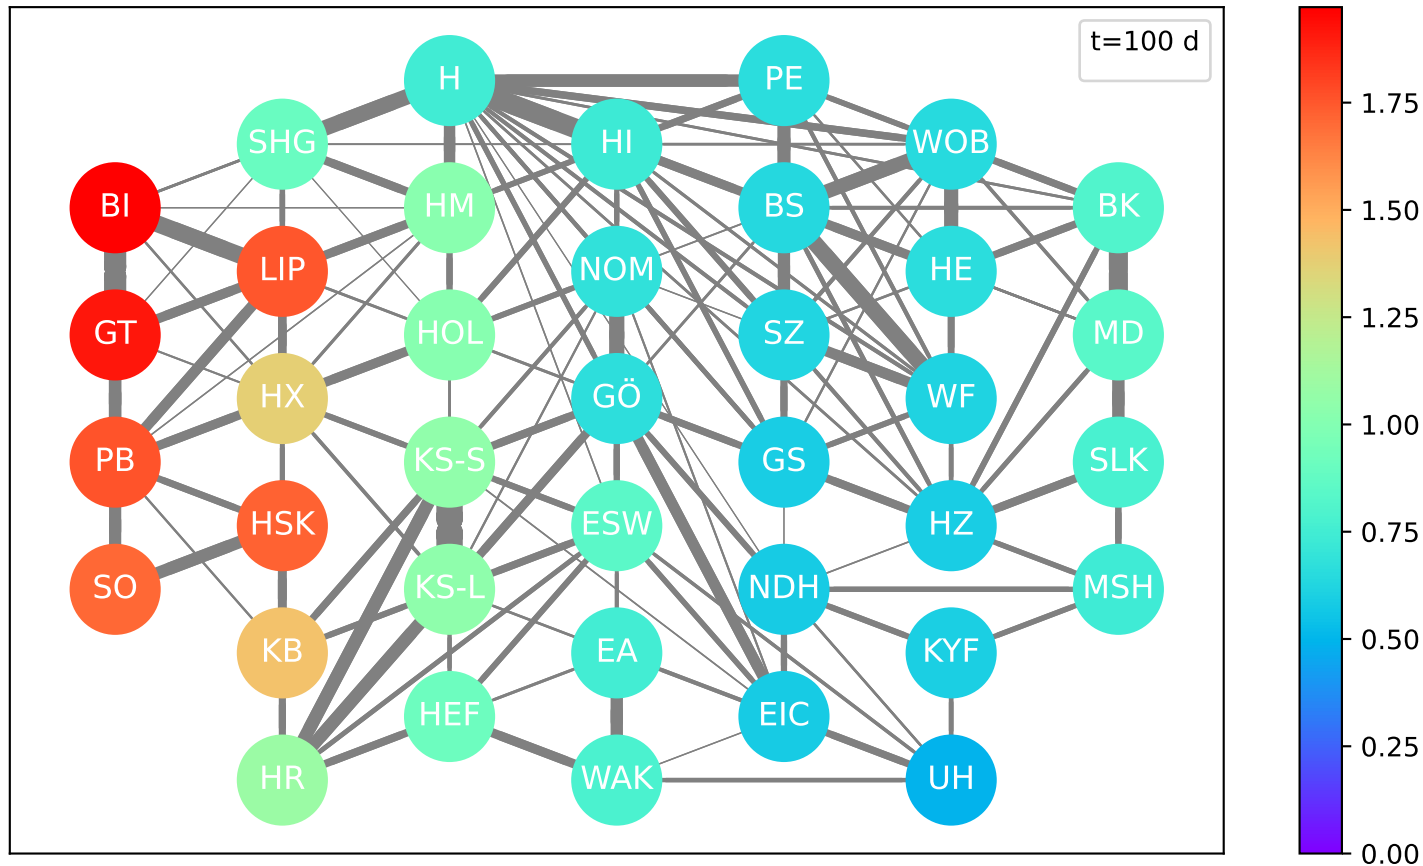 t=100 d
H
PE
SHG
HI
WOB
BI
HM
BS
BK
LIP
NOM
HE
GT
HOL
SZ
MD
HX
GÖ
WF
PB
KS-S
GS
SLK
HSK
ESW
HZ
SO
KS-L
NDH
MSH
KB
EA
KYF
HEF
EIC
HR
WAK
UH
1.75
1.50
1.25
1.00
0.75
0.50
0.25
0.00